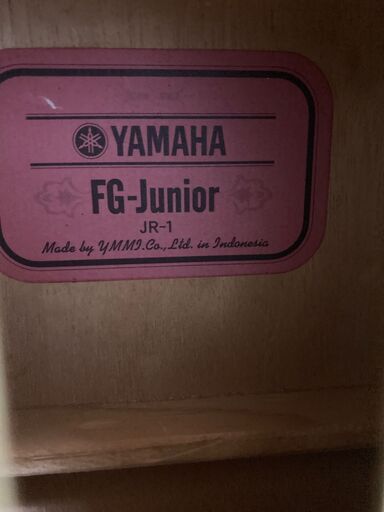 YAMAHA
FG-Junior
JR-1
Made by YMMI.Co.,Ltd. in Indonesia